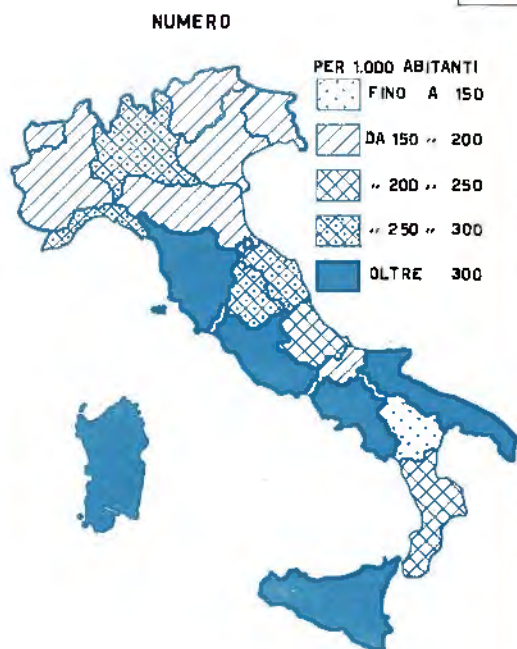 NUMERO
PER 1.000 ABITANTI
FINO A 150
DA 150 " 200
" 200 " 250
" 250 " 300
OLTRE 300